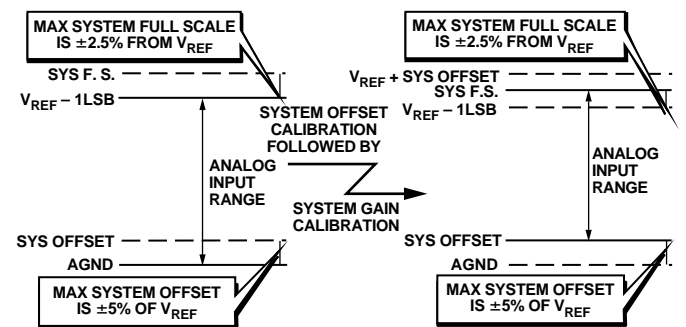 MAX SYSTEM FULL SCALE
IS ±2.5% FROM VREF
SYS F. S.
VREF – 1LSB
ANALOG
INPUT
RANGE
SYS OFFSET
AGND
MAX SYSTEM OFFSET
IS ±5% OF VREF
SYSTEM OFFSET
CALIBRATION
FOLLOWED BY
SYSTEM GAIN
CALIBRATION
MAX SYSTEM FULL SCALE
IS ±2.5% FROM VREF
VREF + SYS OFFSET
SYS F.S.
VREF – 1LSB
ANALOG
INPUT
RANGE
SYS OFFSET
AGND
MAX SYSTEM OFFSET
IS ±5% OF VREF